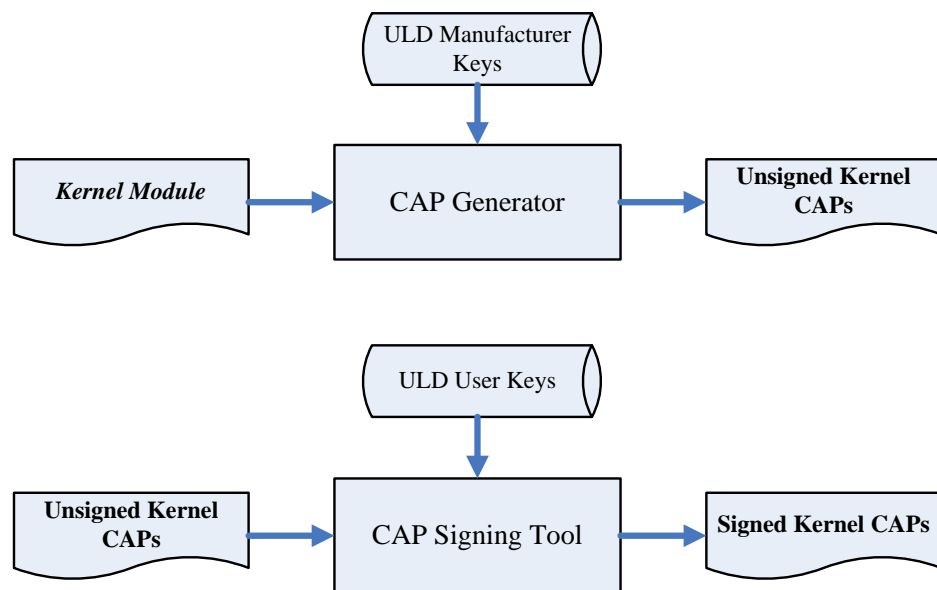 ULD Manufacturer
Keys
Kernel Module
CAP Generator
Unsigned Kernel
CAPs
ULD User Keys
Unsigned Kernel
CAPs
CAP Signing Tool
Signed Kernel CAPs